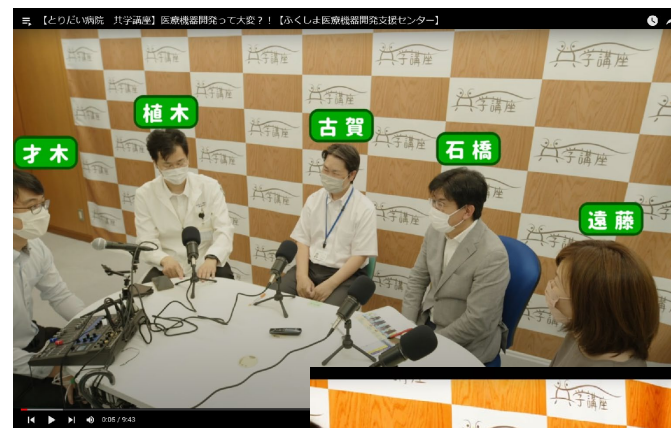 【とりだい病院 共学講座】医療機器開発って大変？！【ふくしま医療機器開発支援センター】
植木
古賀
石橋
才木
遠藤
共学講座
0:05 / 9:43